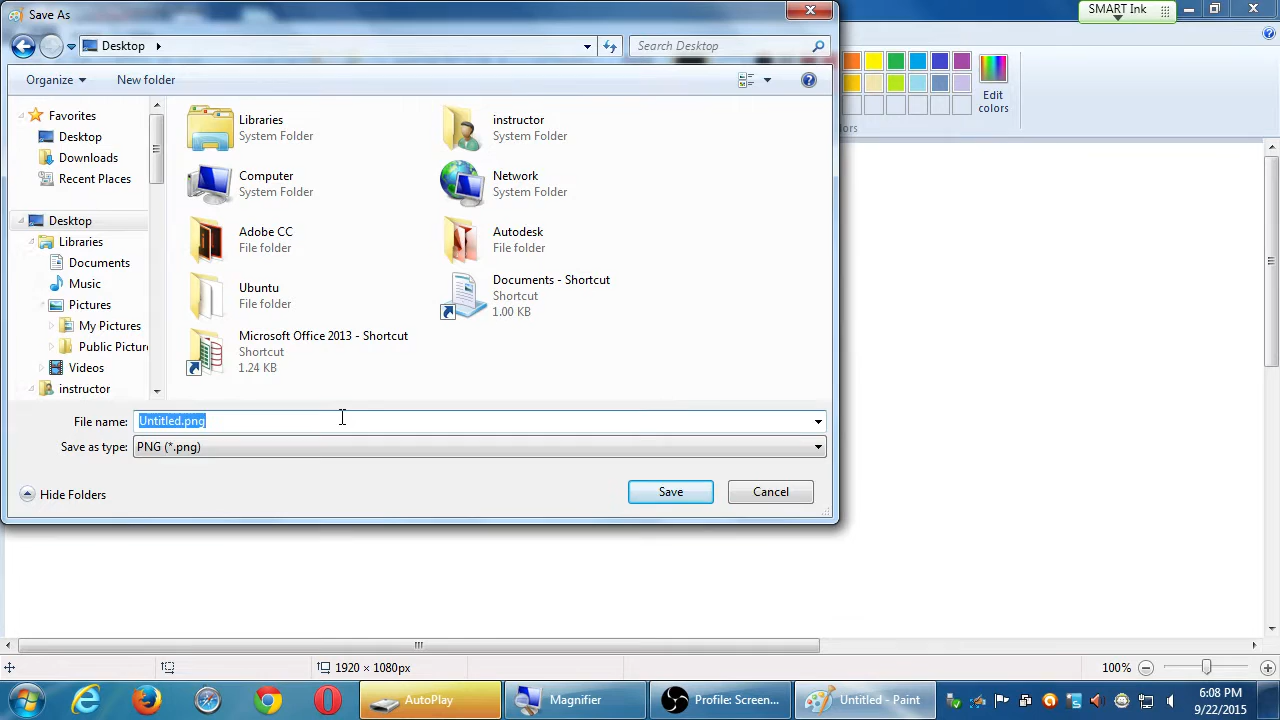 Save As
SMART Ink
Desktop
Search Desktop
Organize
New folder
Edit
colors
Favorites
Desktop
Downloads
Recent Places
Desktop
Libraries
Documents
Music
Pictures
My Pictures
Public Pictur
Videos
instructor
Libraries
System Folder
instructor
System Folder
Computer
System Folder
Network
System Folder
Adobe CC
File folder
Autodesk
File folder
Ubuntu
File folder
Documents - Shortcut
Shortcut
1.00 KB
Microsoft Office 2013 - Shortcut
Shortcut
1.24 KB
File name: Untitled.png
Save as type: PNG (*.png)
Hide Folders
Save
Cancel
1920 × 1080px
100%
AutoPlay
Magnifier
Profile: Screen...
Untitled - Paint
6:08 PM
9/22/2015